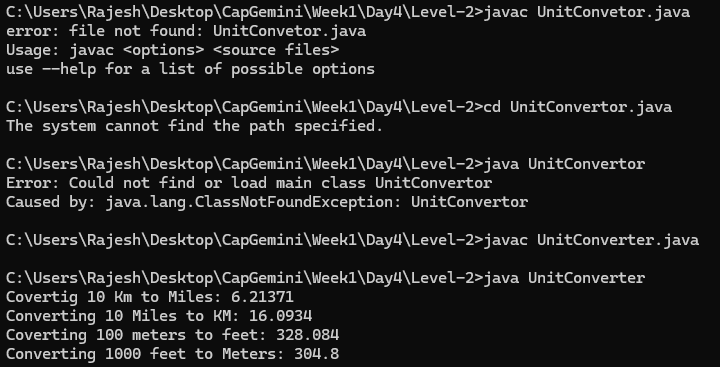 C:\Users\Rajesh\Desktop\CapGemini\Week1\Day4\Level-2>javac UnitConvetor.java
error: file not found: UnitConvetor.java
Usage: javac <options> <source files>
use --help for a list of possible options
C:\Users\Rajesh\Desktop\CapGemini\Week1\Day4\Level-2>cd UnitConvertor.java
The system cannot find the path specified.
C:\Users\Rajesh\Desktop\CapGemini\Week1\Day4\Level-2>java UnitConvertor
Error: Could not find or load main class UnitConvertor
Caused by: java.lang.ClassNotFoundException: UnitConvertor
C:\Users\Rajesh\Desktop\CapGemini\Week1\Day4\Level-2>javac UnitConverter.java
C:\Users\Rajesh\Desktop\CapGemini\Week1\Day4\Level-2>java UnitConverter
Covertig 10 Km to Miles: 6.21371
Converting 10 Miles to KM: 16.0934
Coverting 100 meters to feet: 328.084
Converting 1000 feet to Meters: 304.8